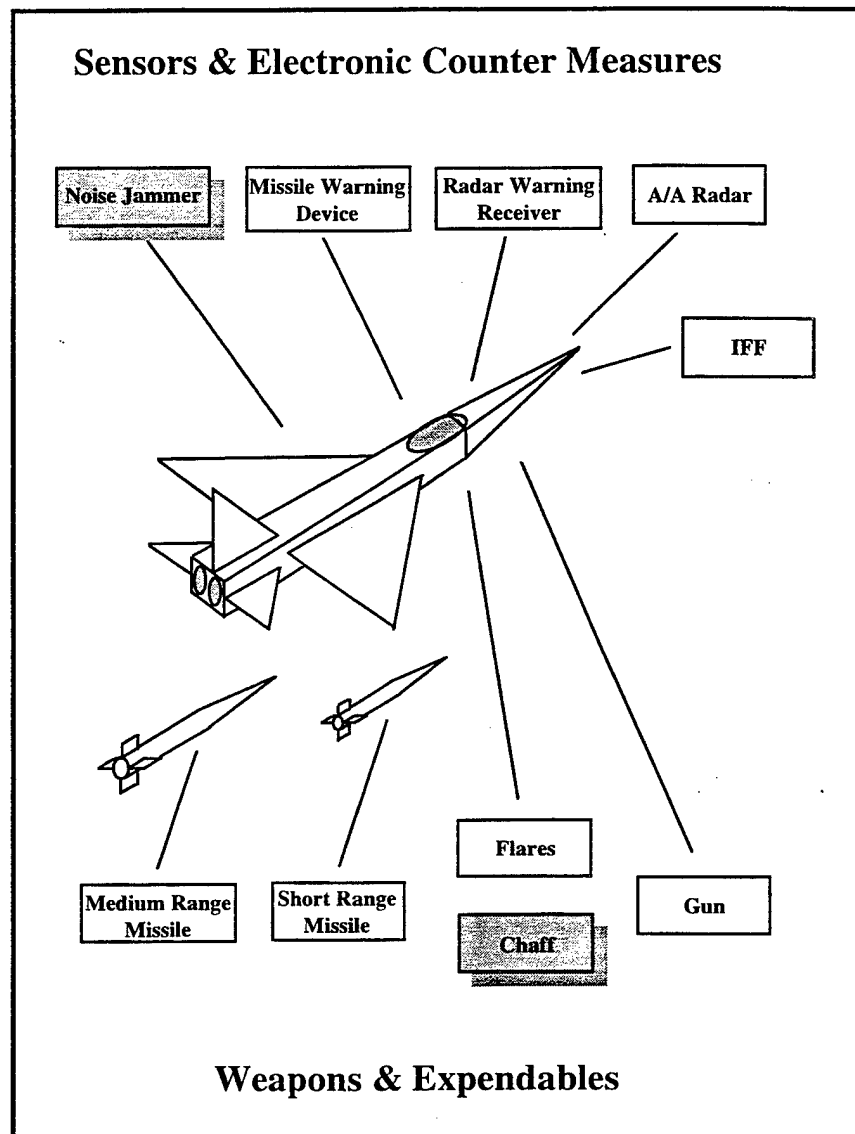 Sensors & Electronic Counter Measures
Noise Jammer
Missile Warning
Device
Radar Warning
Receiver
A/A Radar
IFF
Medium Range
Missile
Short Range
Missile
Flares
Chaff
Gun
Weapons & Expendables